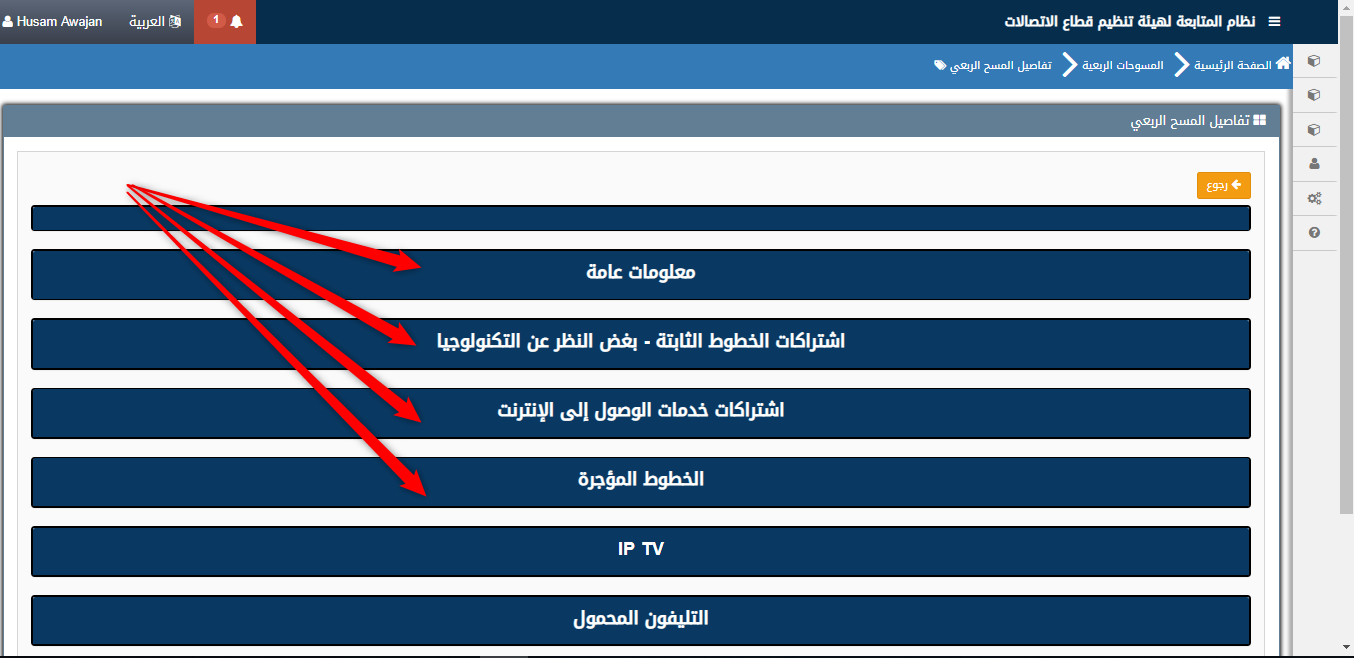 نظام المتابعة لهيئة تنظيم قطاع الاتصالات
1
العربية
Husam Awajan
الصفحة الرئيسية
المسوحات الربعية
تفاصيل المسح الربعي
تفاصيل المسح الربعي
رجوع
معلومات عامة
اشتراكات الخطوط الثابتة - بغض النظر عن التكنولوجيا
اشتراكات خدمات الوصول إلى الإنترنت
الخطوط المؤجرة
IP TV
التليفون المحمول